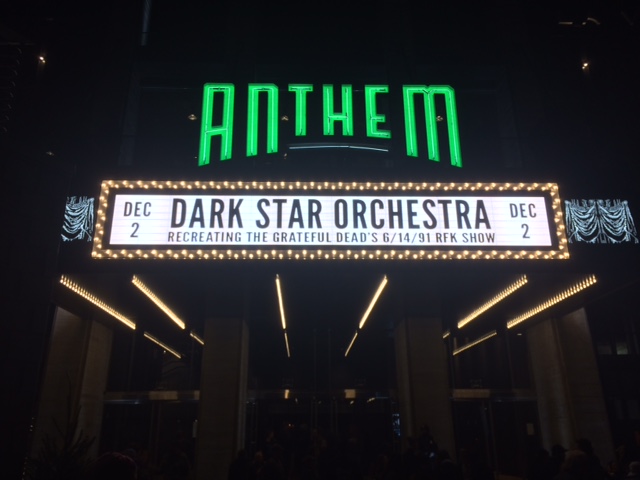 ANTHEM
DEC 2
DARK STAR ORCHESTRA
RECREATING THE GRATEFUL DEAD'S 6/14/91 RFK SHOW
DEC 2